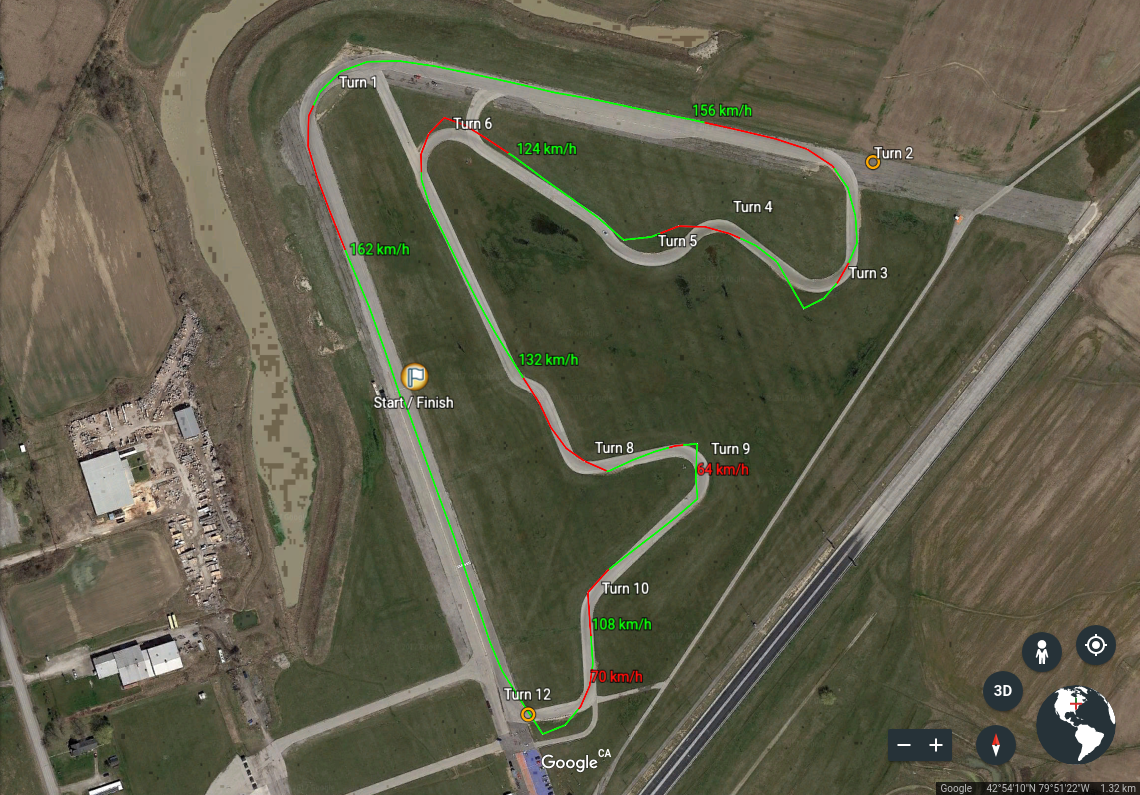 Turn 1
156 km/h
Turn 6
124 km/h
Turn 2
Turn 4
Turn 5
162 km/h
Turn 3
132 km/h
Start / Finish
Turn 8
Turn 9
64 km/h
Turn 10
108 km/h
70 km/h
Turn 12
3D
Google CA
Google 42°54'10"N 79°51'22"W 1.32 km